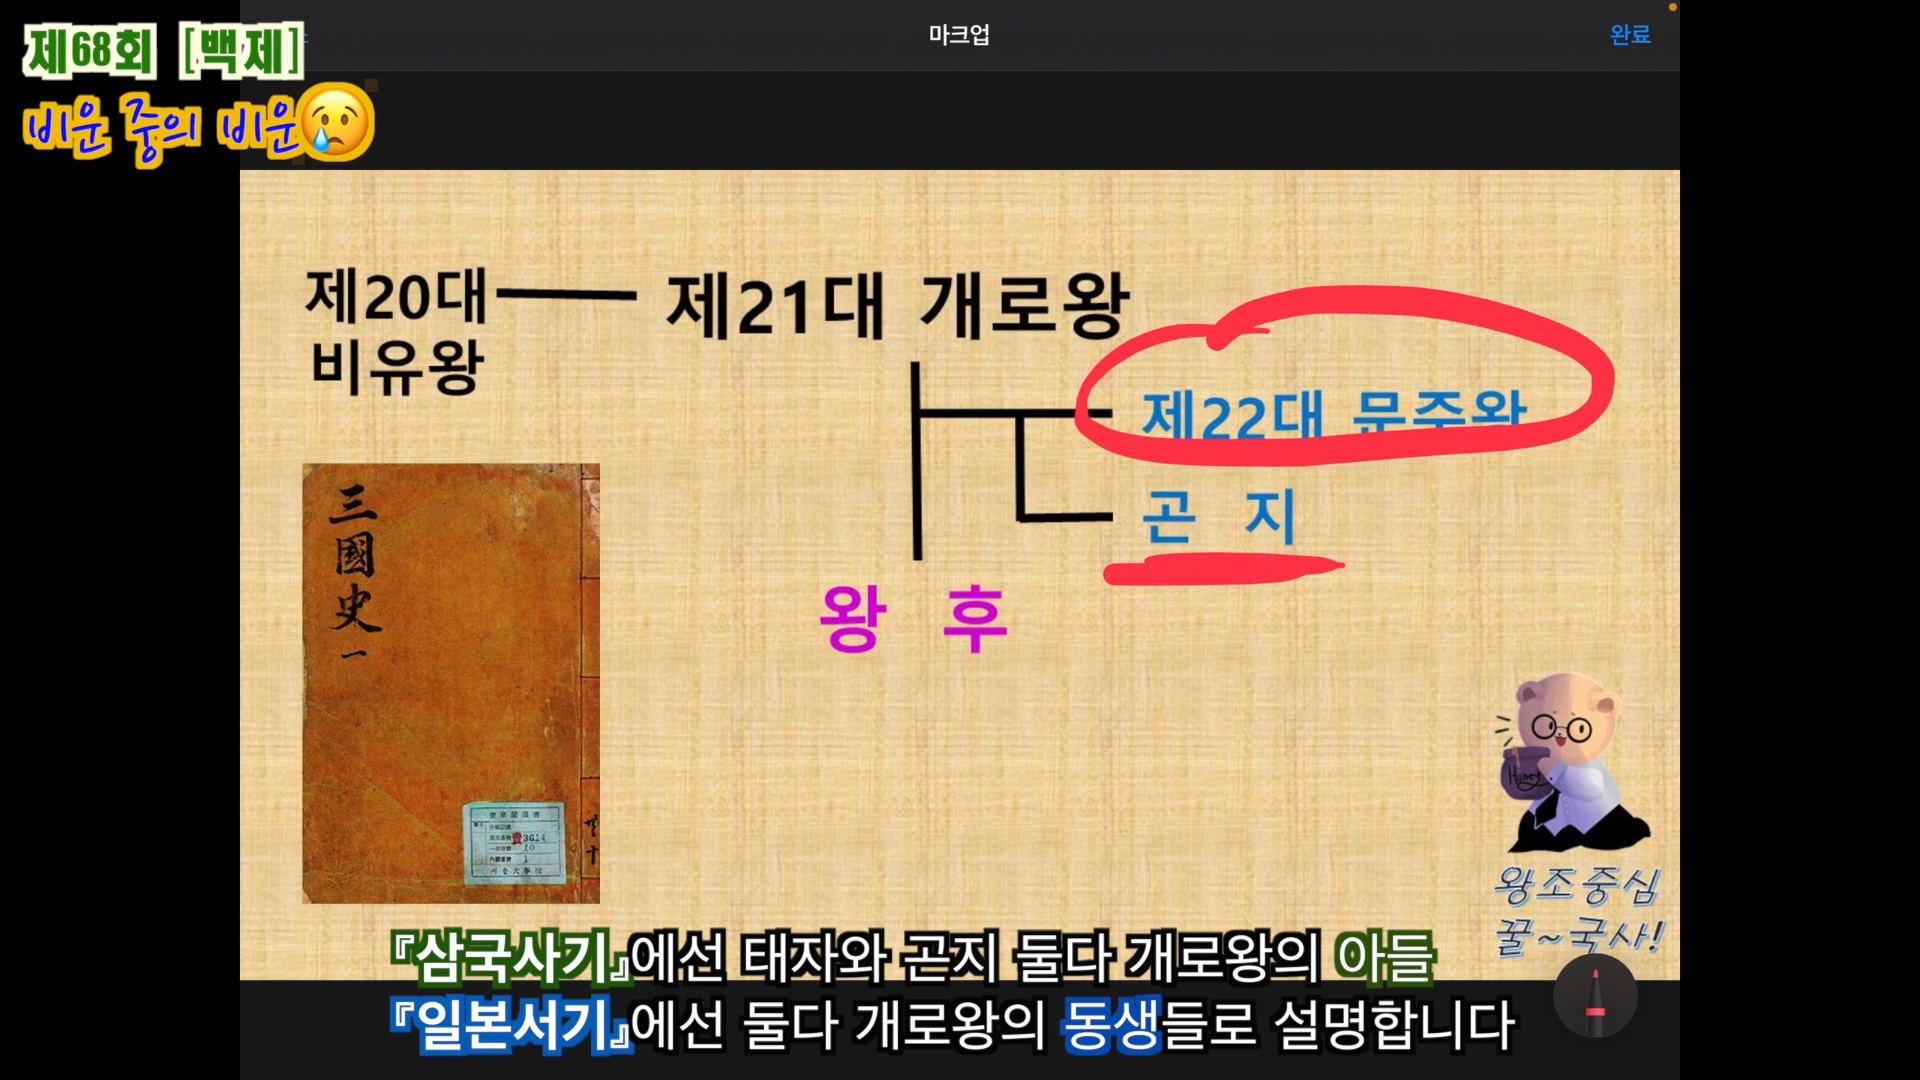 제68회 [백제]
비운 중의 비운
마크업
완료
제20대
비유왕
제21대 개로왕
제22대 문주왕
곤 지
왕 후
三國史一
3614
10
1
Honey
왕조중심
꿀~국사!
『삼국사기』에선 태자와 곤지 둘다 개로왕의 아들
『일본서기』에선 둘다 개로왕의 동생들로 설명합니다